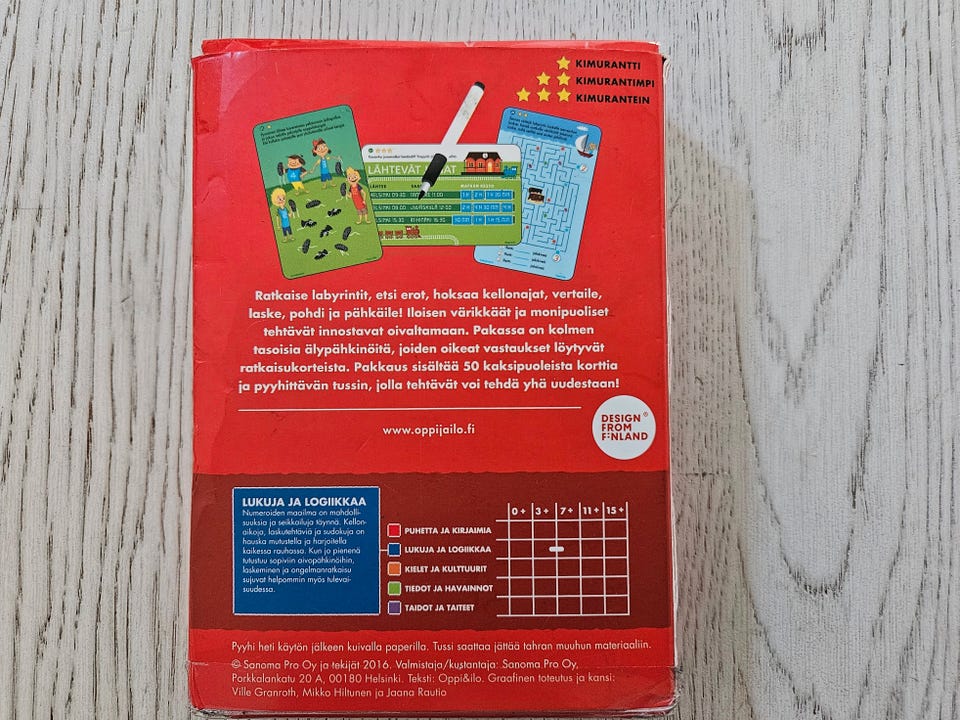 KIMURANTTI
KIMURANTIMPI
KIMURANTEIN
LÄHTEVÄT
Ratkaise labyrintit, etsi erot, hoksaa kellonajat, vertaile,
laske, pohdi ja pähkäile! Iloisen värikkäät ja monipuoliset
tehtävät innostavat oivaltamaan. Pakassa on kolmen
tasoisia älypähkinöitä, joiden oikeat vastaukset löytyvät
ratkaisukorteista. Pakkaus sisältää 50 kaksipuoleista korttia
ja pyyhittävän tussin, jolla tehtävät voi tehdä yhä uudestaan!
www.oppijailo.fi
DESIGN ®
FROM
FINLAND
LUKUJA JA LOGIIKKAA
Numeroiden maailma on mahdolli-
suuksia ja seikkailuja täynnä. Kellon-
aikoja, laskutehtäviä ja sudokuja on
hauska mutustella ja harjoitella
kaikessa rauhassa. Kun jo pienenä
tutustuu sopiviin aivopähkinöihin,
laskeminen ja ongelmanratkaisu
sujuvat helpommin myös tulevai-
suudessa.
0+ 3+ 7+ 11+ 15+
PUHETTA JA KIRJAIMIA
LUKUJA JA LOGIIKKAA
KIELET JA KULTTUURIT
TIEDOT JA HAVAINNOT
TAIDOT JA TAITEET
Pyyhi heti käytön jälkeen kuivalla paperilla. Tussi saattaa jättää tahran muuhun materiaaliin.
© Sanoma Pro Oy ja tekijät 2016. Valmistaja/kustantaja: Sanoma Pro Oy,
Porkkalankatu 20 A, 00180 Helsinki. Teksti: Oppi&ilo. Graafinen toteutus ja kansi:
Ville Granroth, Mikko Hiltunen ja Jaana Rautio